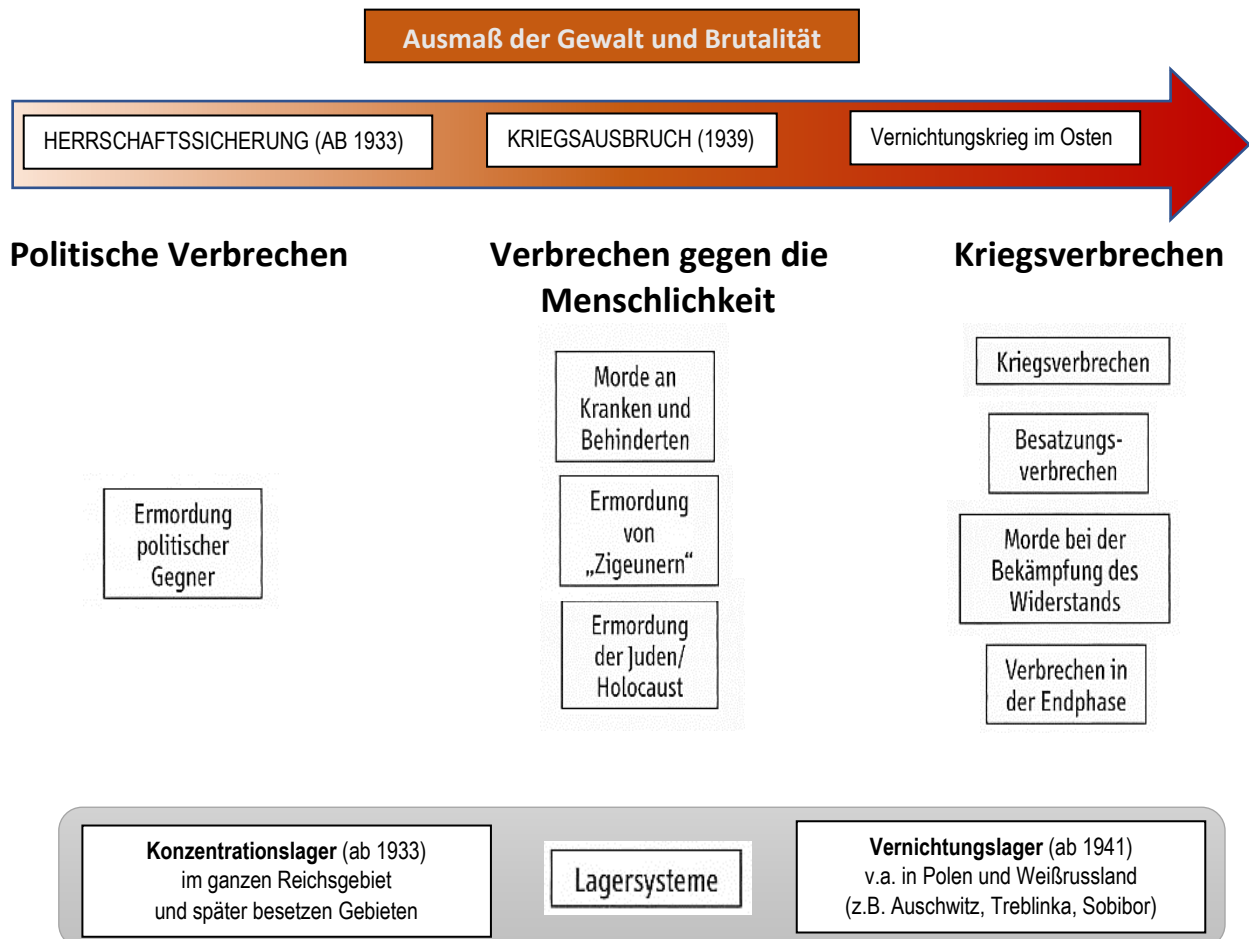 Ausmaß der Gewalt und Brutalität
HERRSCHAFTSSICHERUNG (AB 1933)
KRIEGSAUSBRUCH (1939)
Vernichtungskrieg im Osten
Politische Verbrechen
Verbrechen gegen die
Menschlichkeit
Kriegsverbrechen
Ermordung
politischer
Gegner
Morde an
Kranken und
Behinderten
Ermordung
von
„Zigeunern“
Ermordung
der Juden/
Holocaust
Kriegsverbrechen
Besatzungs-
verbrechen
Morde bei der
Bekämpfung des
Widerstands
Verbrechen in
der Endphase
Konzentrationslager (ab 1933)
im ganzen Reichsgebiet
und später besetzen Gebieten
Lagersysteme
Vernichtungslager (ab 1941)
v.a. in Polen und Weißrussland
(z.B. Auschwitz, Treblinka, Sobibor)